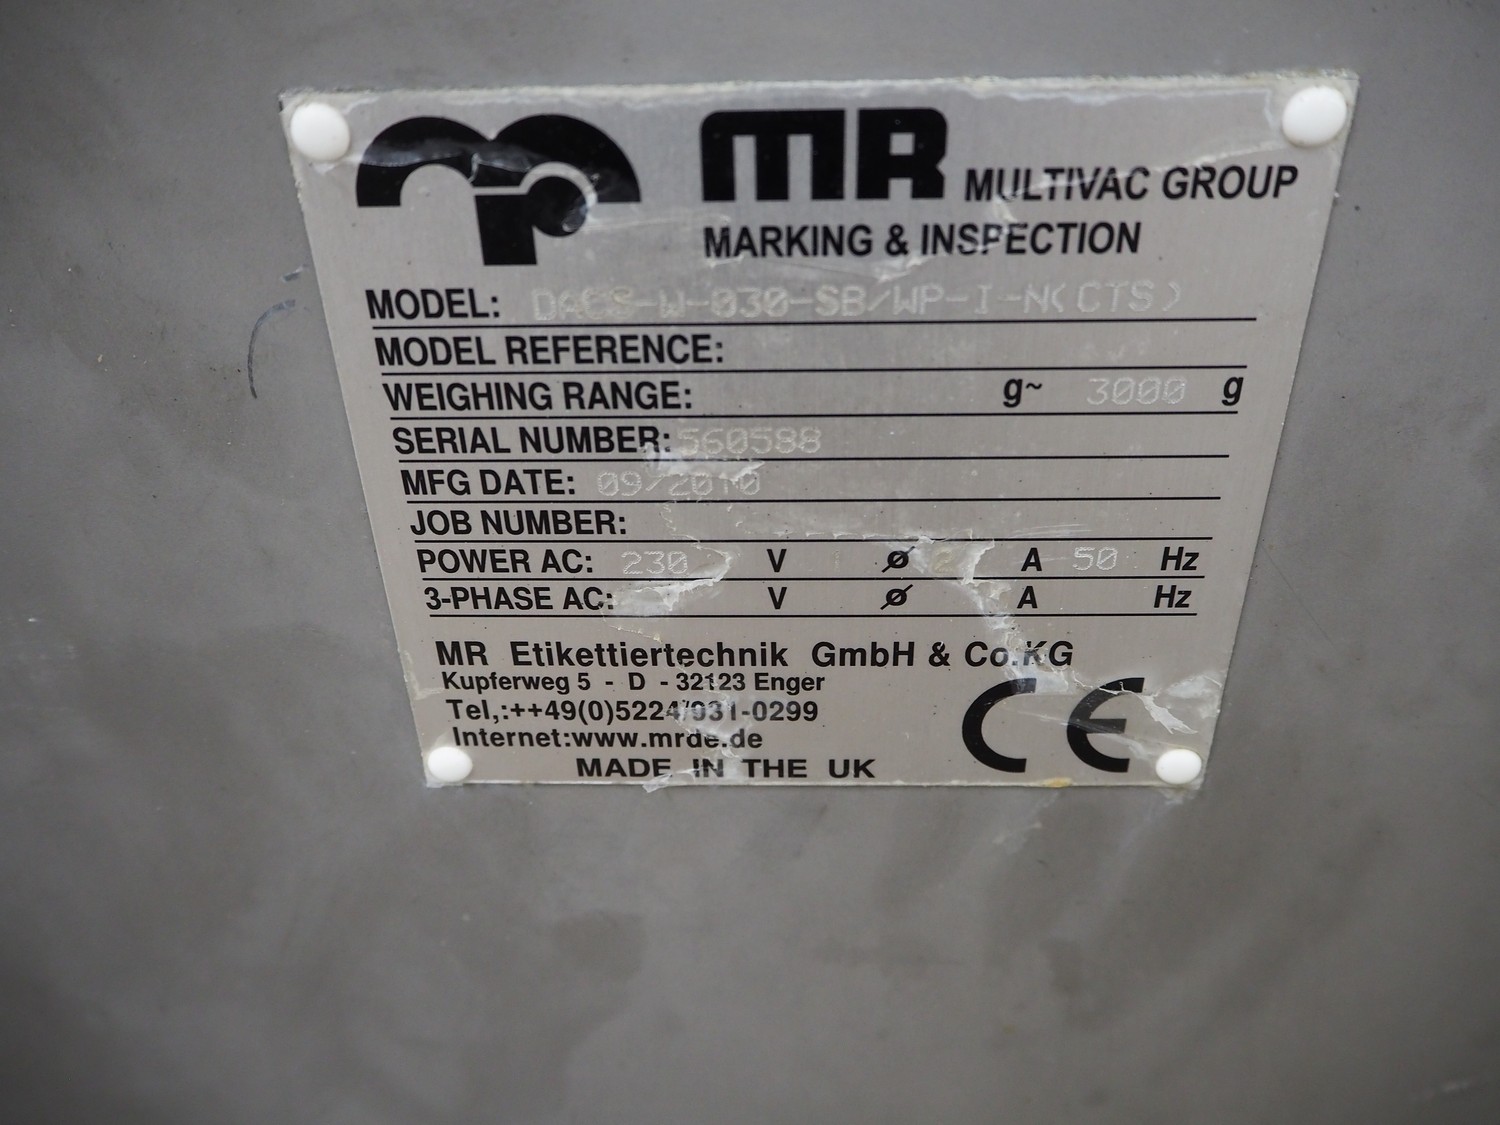 MR MULTIVAC GROUP
MARKING & INSPECTION
MODEL: DACS-W-030-SB/WP-I-N(CTS)
MODEL REFERENCE:
WEIGHING RANGE: g~ 3000 g
SERIAL NUMBER: 560588
MFG DATE: 09/2010
JOB NUMBER:
POWER AC: 230 V 1 ø 2 A 50 Hz
3-PHASE AC: V ø A Hz
MR Etikettiertechnik GmbH & Co.KG
Kupferweg 5 - D - 32123 Enger
Tel,:++49(0)5224/931-0299
Internet:www.mrde.de
MADE IN THE UK
CE